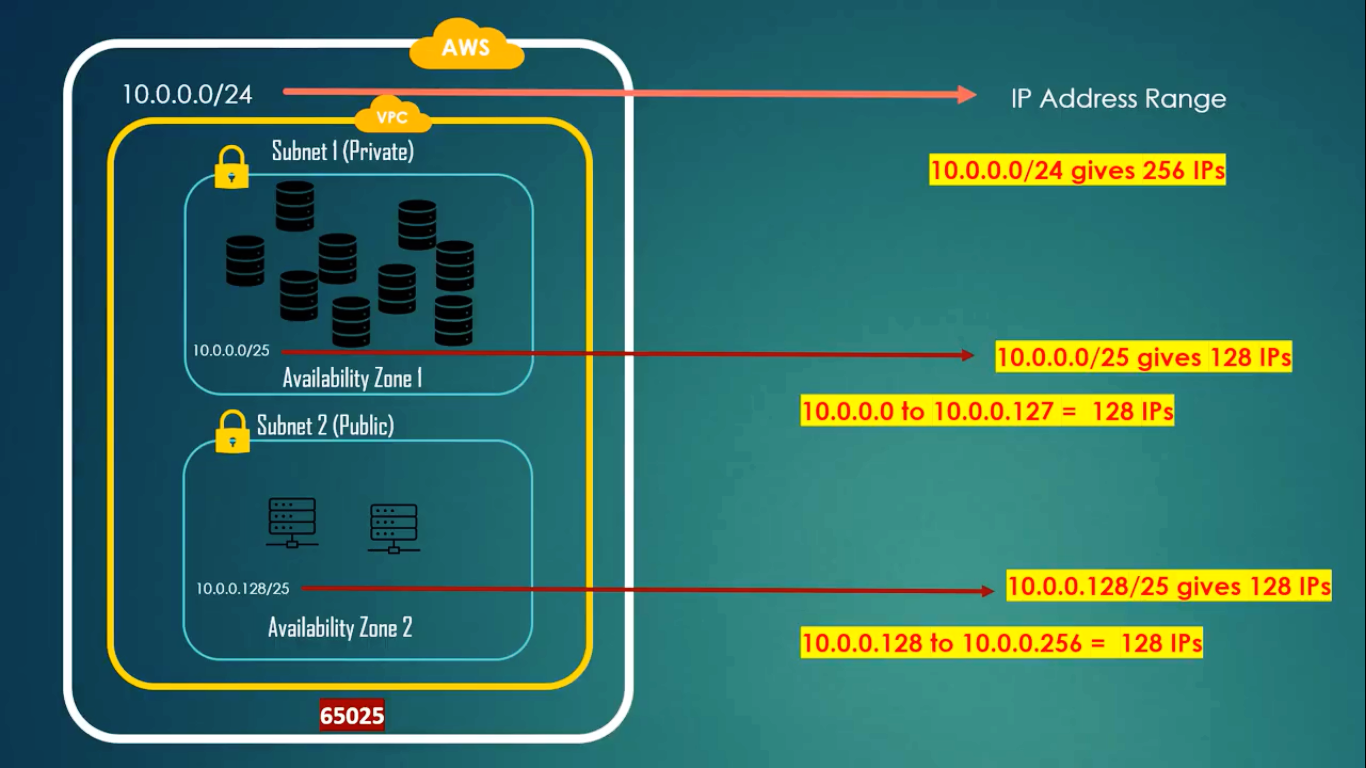 AWS
10.0.0.0/24
IP Address Range
VPC
Subnet 1 (Private)
10.0.0.0/24 gives 256 IPs
10.0.0.0/25
10.0.0.0/25 gives 128 IPs
Availability Zone 1
10.0.0.0 to 10.0.0.127 =  128 IPs
Subnet 2 (Public)
10.0.0.128/25
10.0.0.128/25 gives 128 IPs
Availability Zone 2
10.0.0.128 to 10.0.0.256 =  128 IPs
65025